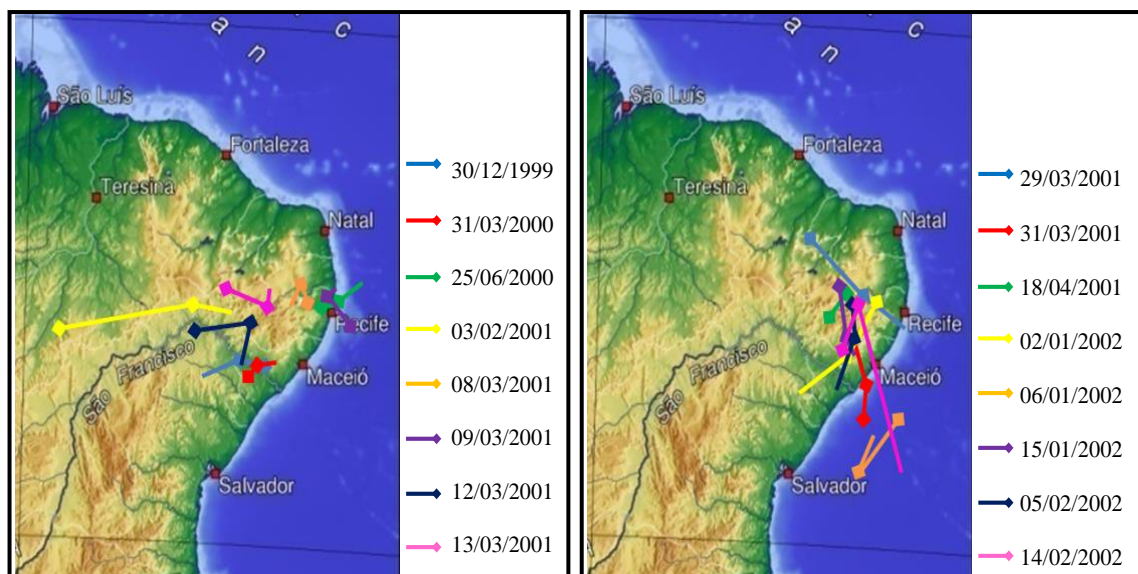 an c
São Luís
Fortaleza
Teresina
Natal
Recife
São Francisco
Maceió
Salvador
30/12/1999
31/03/2000
25/06/2000
03/02/2001
08/03/2001
09/03/2001
12/03/2001
13/03/2001
an c
São Luís
Fortaleza
Teresina
Natal
Recife
São Francisco
Maceió
Salvador
29/03/2001
31/03/2001
18/04/2001
02/01/2002
06/01/2002
15/01/2002
05/02/2002
14/02/2002